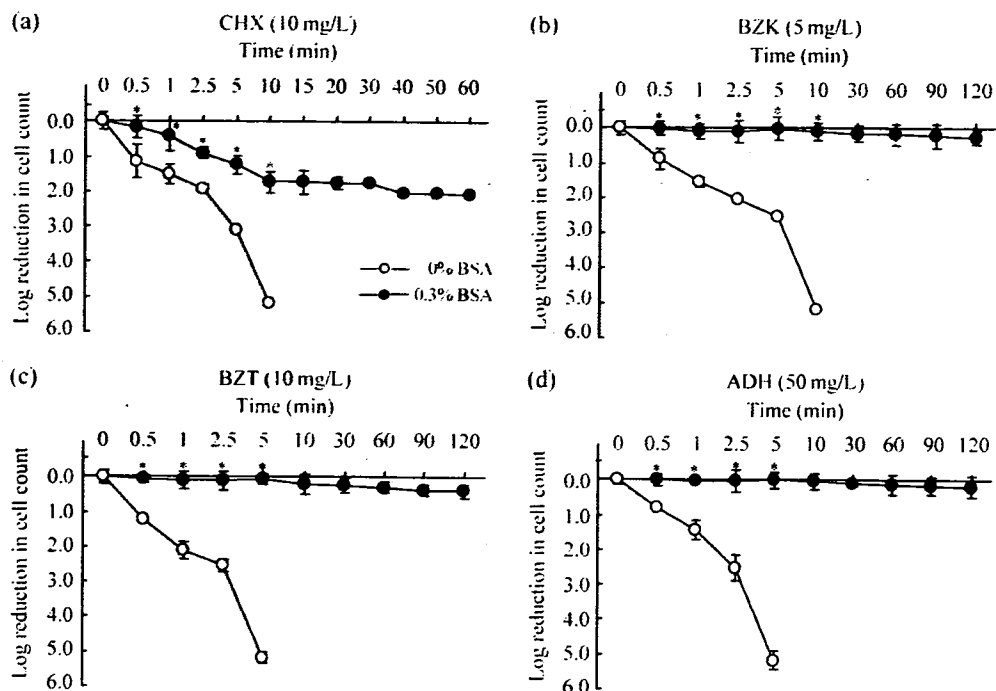 (a)
CHX (10 mg/L)
Time (min)
0 0.5 1 2.5 5 10 15 20 30 40 50 60
Log reduction in cell count
0.0
1.0
2.0
3.0
4.0
5.0
6.0
* * * * *
0% BSA
0.3% BSA
(b)
BZK (5 mg/L)
Time (min)
0 0.5 1 2.5 5 10 30 60 90 120
Log reduction in cell count
0.0
1.0
2.0
3.0
4.0
5.0
6.0
* * * * *
(c)
BZT (10 mg/L)
Time (min)
0 0.5 1 2.5 5 10 30 60 90 120
Log reduction in cell count
0.0
1.0
2.0
3.0
4.0
5.0
6.0
* * * *
(d)
ADH (50 mg/L)
Time (min)
0 0.5 1 2.5 5 10 30 60 90 120
Log reduction in cell count
0.0
1.0
2.0
3.0
4.0
5.0
6.0
* * * *